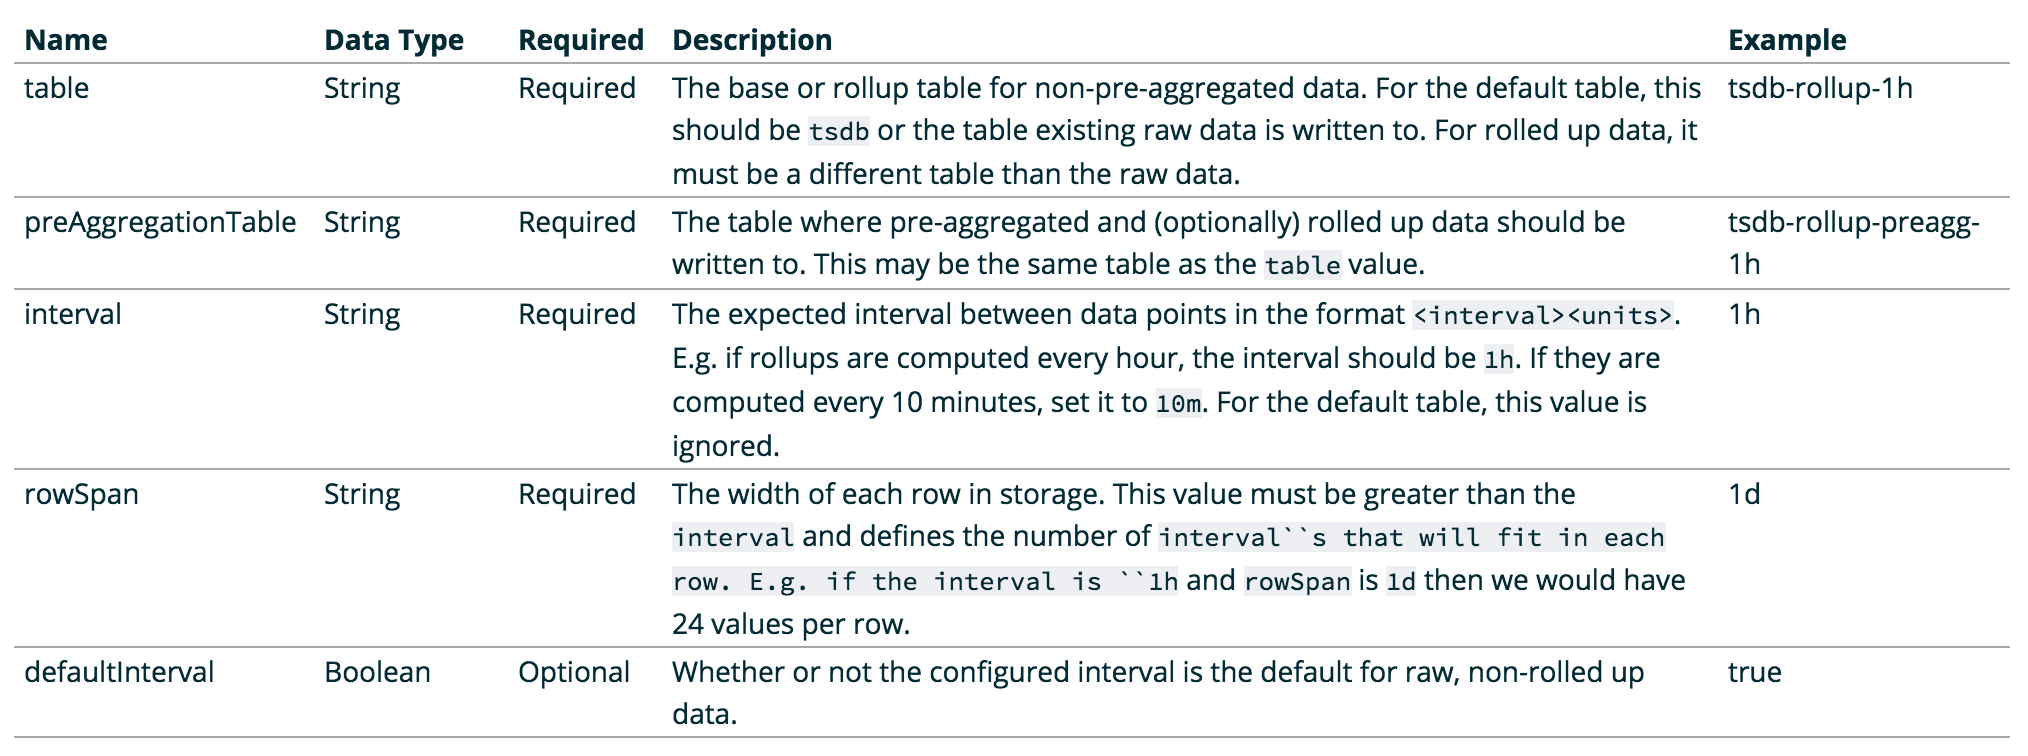 Name Data Type Required Description Example
table String Required The base or rollup table for non-pre-aggregated data. For the default table, this tsdb-rollup-1h
should be tsdb or the table existing raw data is written to. For rolled up data, it
must be a different table than the raw data.
preAggregationTable String Required The table where pre-aggregated and (optionally) rolled up data should be tsdb-rollup-preagg-
written to. This may be the same table as the table value. 1h
interval String Required The expected interval between data points in the format <interval><units>. 1h
E.g. if rollups are computed every hour, the interval should be 1h. If they are
computed every 10 minutes, set it to 10m. For the default table, this value is
ignored.
rowSpan String Required The width of each row in storage. This value must be greater than the 1d
interval and defines the number of interval``s that will fit in each
row. E.g. if the interval is ``1h and rowSpan is 1d then we would have
24 values per row.
defaultInterval Boolean Optional Whether or not the configured interval is the default for raw, non-rolled up true
data.